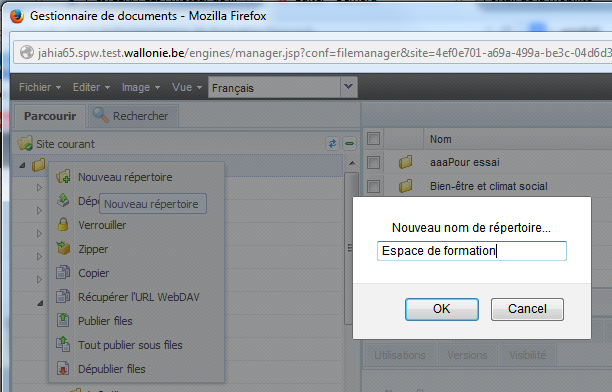 Gestionnaire de documents - Mozilla Firefox
jahia65.spw.test.wallonie.be/engines/manager.jsp?conf=filemanager&site=4ef0e701-a69a-499a-be3c-04d6d3
Fichier Editer Image Vue Français
Parcourir Rechercher
Site courant
Nom
Nouveau répertoire
Nouveau répertoire
Verrouiller
Zipper
Copier
Récupérer l'URL WebDAV
Publier files
Tout publier sous files
Dépublier files
aaaPour essai
Bien-être et climat social
Nouveau nom de répertoire...
Espace de formation
OK Cancel
Utilisations Versions Visibilité